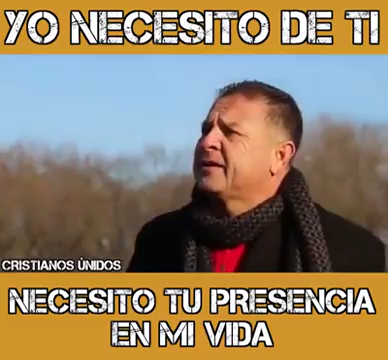 YO NECESITO DE TI
CRISTIANOS ÚNIDOS
NECESITO TU PRESENCIA
EN MI VIDA